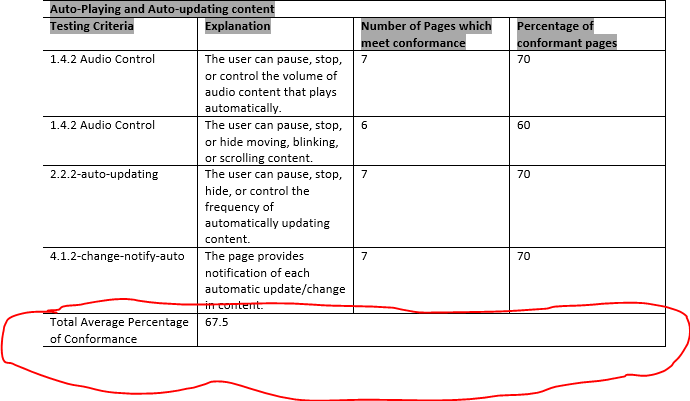 Auto-Playing and Auto-updating content
Testing Criteria
Explanation
Number of Pages which
meet conformance
Percentage of
conformant pages
1.4.2 Audio Control
The user can pause, stop,
or control the volume of
audio content that plays
automatically.
7
70
1.4.2 Audio Control
The user can pause, stop,
or hide moving, blinking,
or scrolling content.
6
60
2.2.2-auto-updating
The user can pause, stop,
hide, or control the
frequency of
automatically updating
content.
7
70
4.1.2-change-notify-auto
The page provides
notification of each
automatic update/change
in content.
7
70
Total Average Percentage
of Conformance
67.5